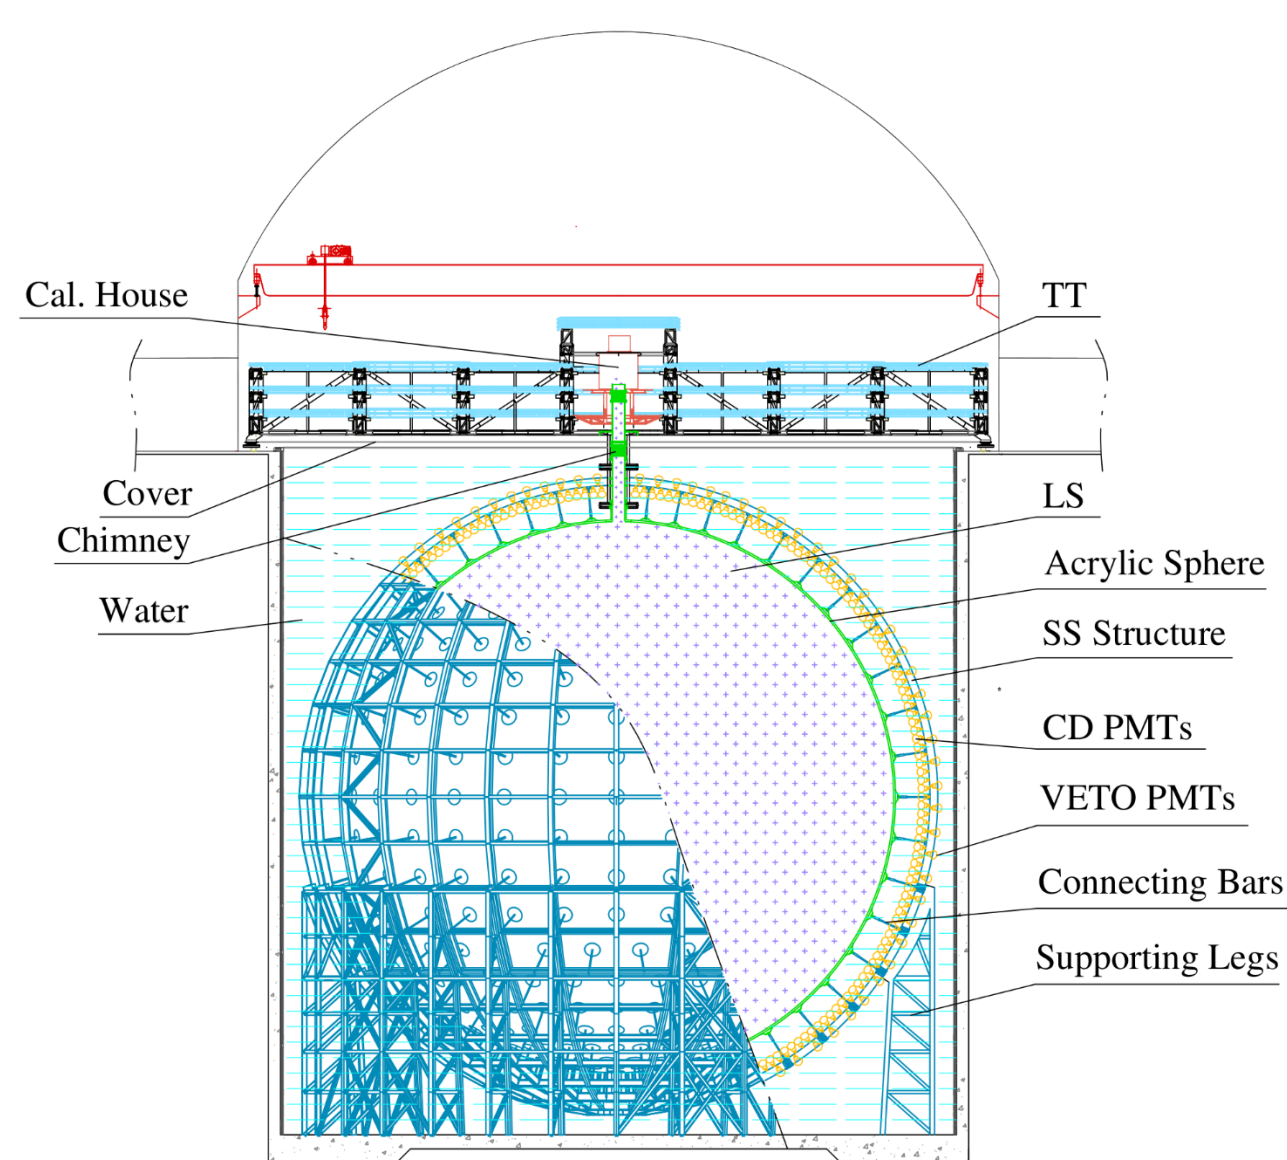 Cal. House
TT
Cover
Chimney
Water
LS
Acrylic Sphere
SS Structure
CD PMTs
VETO PMTs
Connecting Bars
Supporting Legs